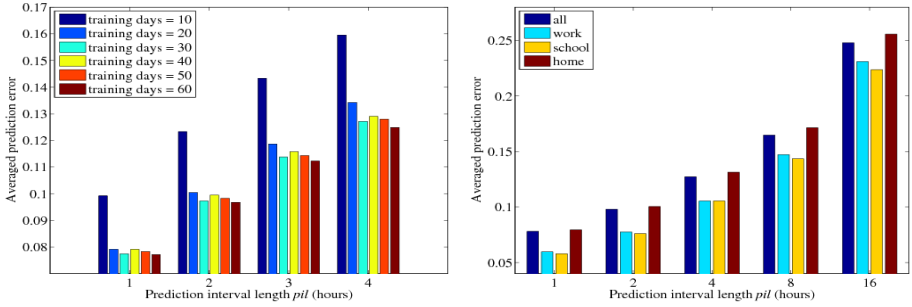 0.17
0.16
0.15
0.14
0.13
0.12
0.11
0.1
0.09
0.08
Averaged prediction error
training days = 10
training days = 20
training days = 30
training days = 40
training days = 50
training days = 60
1 2 3 4
Prediction interval length pil (hours)
0.25
0.2
0.15
0.1
0.05
Averaged prediction error
all
work
school
home
1 2 4 8 16
Prediction interval length pil (hours)